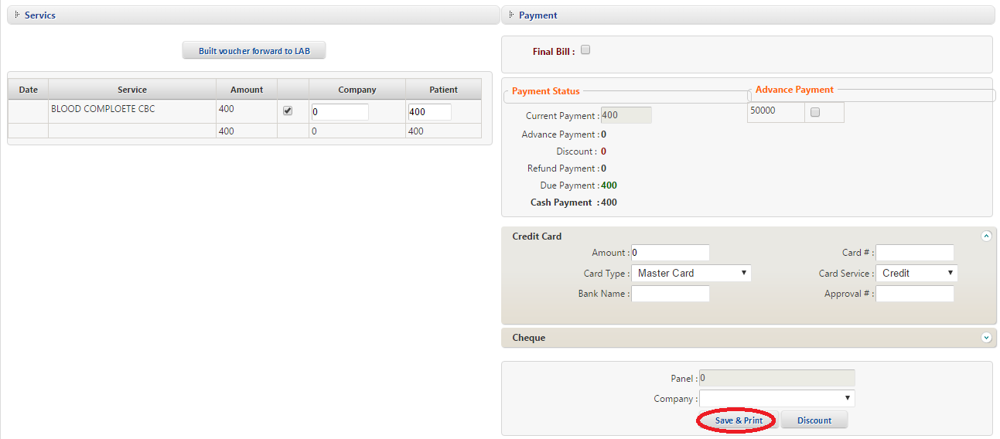 Servics
Built voucher forward to LAB
Date Service Amount Company Patient
BLOOD COMPLOETE CBC 400 0 400
400 0 400
Payment
Final Bill :
Payment Status
Current Payment : 400
Advance Payment : 0
Discount : 0
Refund Payment : 0
Due Payment : 400
Cash Payment : 400
Advance Payment
50000
Credit Card
Amount : 0 Card # :
Card Type : Master Card Card Service : Credit
Bank Name : Approval # :
Cheque
Panel : 0
Company :
Save & Print Discount